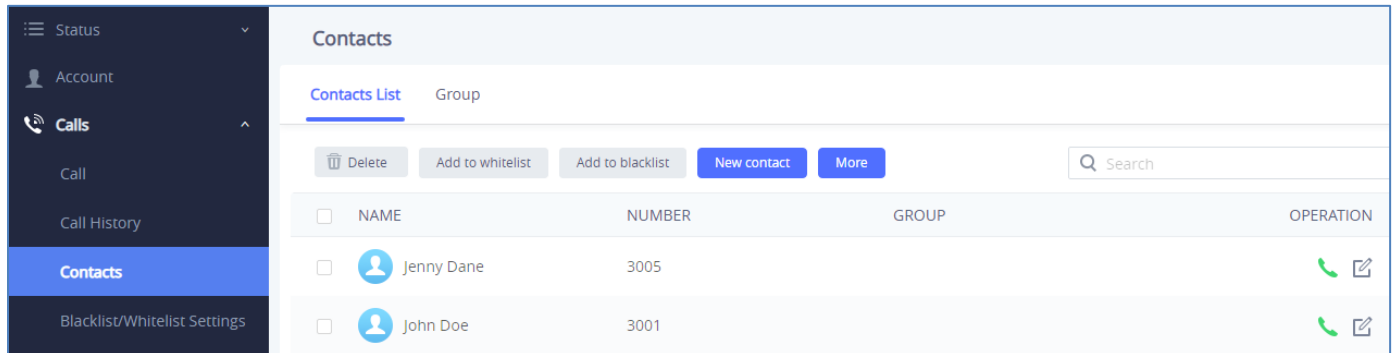 Status
Account
Calls
Call
Call History
Contacts
Blacklist/Whitelist Settings
Contacts
Contacts List Group
Delete Add to whitelist Add to blacklist New contact More Search
NAME NUMBER GROUP OPERATION
Jenny Dane 3005
John Doe 3001